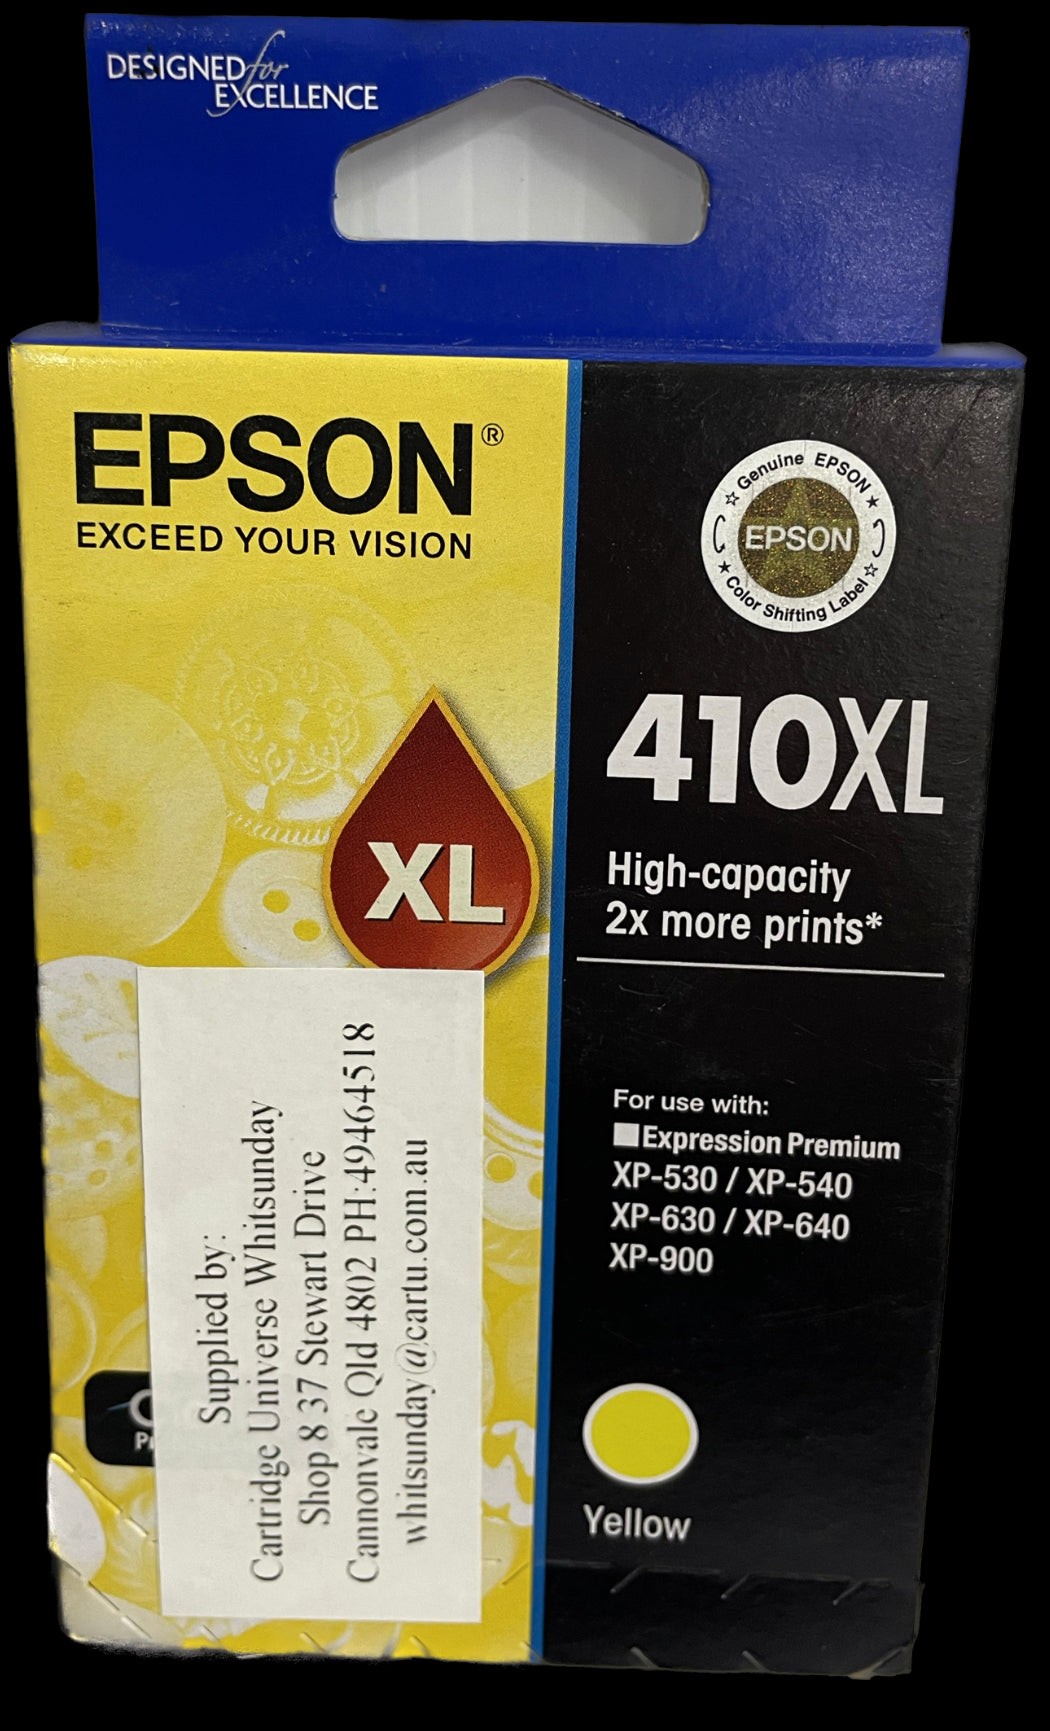 DESIGNED for
EXCELLENCE
EPSON®
EXCEED YOUR VISION
XL
Supplied by:
Cartridge Universe Whitsunday
Shop 8 37 Stewart Drive
Cannonvale Qld 4802 PH:49464518
whitsunday@cartu.com.au
☆ Genuine EPSON ★
EPSON
★ Color Shifting Label ☆
410XL
High-capacity
2x more prints*
For use with:
Expression Premium
XP-530 / XP-540
XP-630 / XP-640
XP-900
Yellow